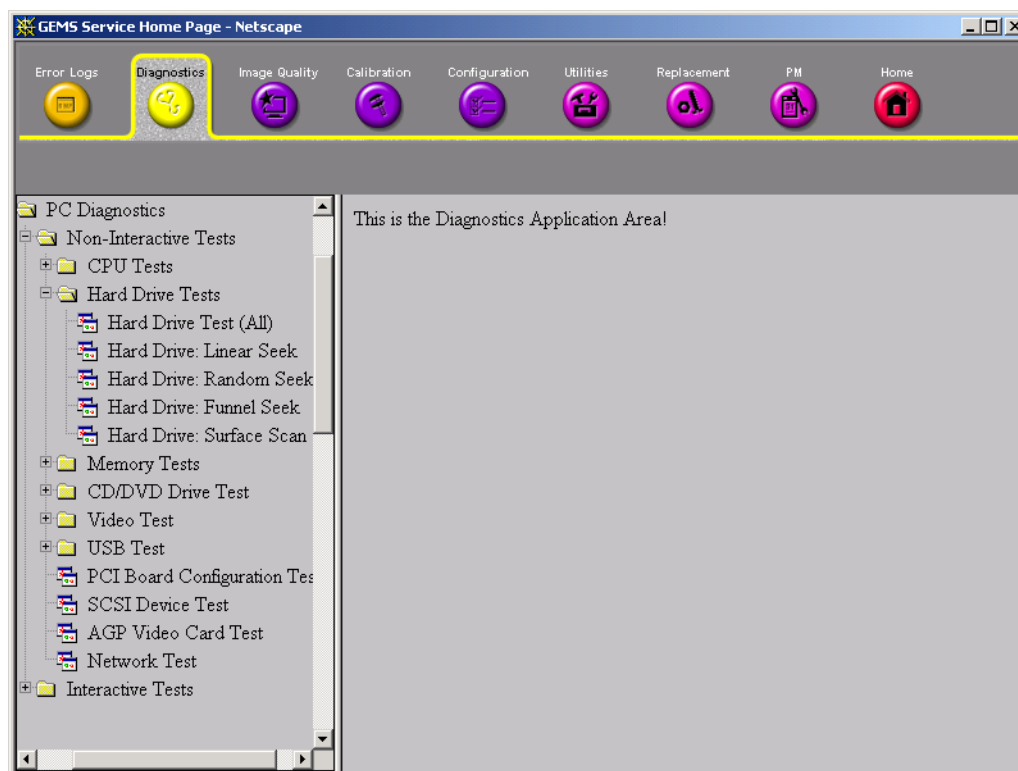 GEMS Service Home Page - Netscape
Error Logs Diagnostics Image Quality Calibration Configuration Utilities Replacement PM Home
PC Diagnostics
This is the Diagnostics Application Area!
Non-Interactive Tests
CPU Tests
Hard Drive Tests
Hard Drive Test (All)
Hard Drive: Linear Seek
Hard Drive: Random Seek
Hard Drive: Funnel Seek
Hard Drive: Surface Scan
Memory Tests
CD/DVD Drive Test
Video Test
USB Test
PCI Board Configuration Tes
SCSI Device Test
AGP Video Card Test
Network Test
Interactive Tests